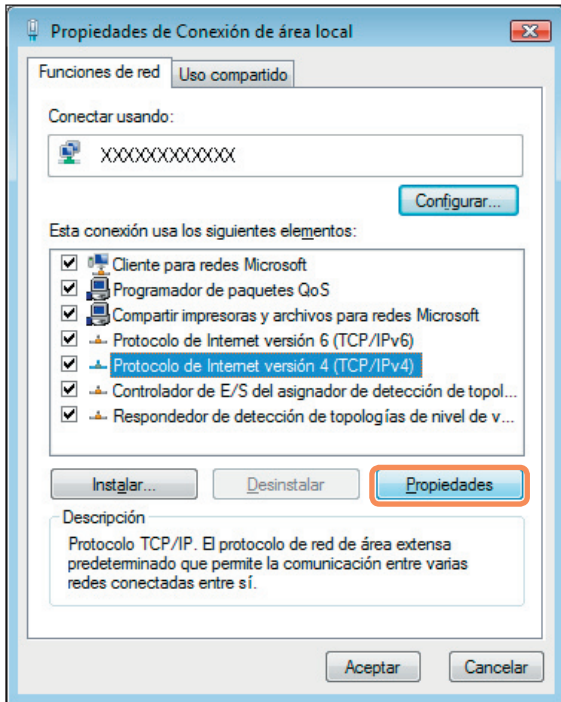 Propiedades de Conexión de área local
Funciones de red
Uso compartido
Conectar usando:
XXXXXXXXXXXX
Configurar...
Esta conexión usa los siguientes elementos:
Cliente para redes Microsoft
Programador de paquetes QoS
Compartir impresoras y archivos para redes Microsoft
Protocolo de Internet versión 6 (TCP/IPv6)
Protocolo de Internet versión 4 (TCP/IPv4)
Controlador de E/S del asignador de detección de topol...
Respondedor de detección de topologías de nivel de v...
Instalar...
Desinstalar
Propiedades
Descripción
Protocolo TCP/IP. El protocolo de red de área extensa
predeterminado que permite la comunicación entre varias
redes conectadas entre sí.
Aceptar
Cancelar